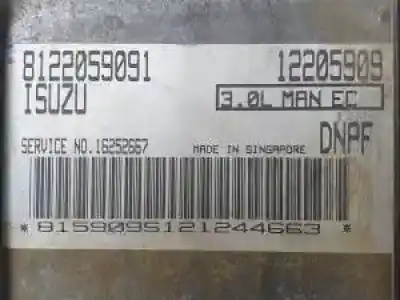 8122059091 12205909
ISUZU 3.0L MAN EC
SERVICE NO.16252667 MADE IN SINGAPORE DNPF
*8159095121244663*